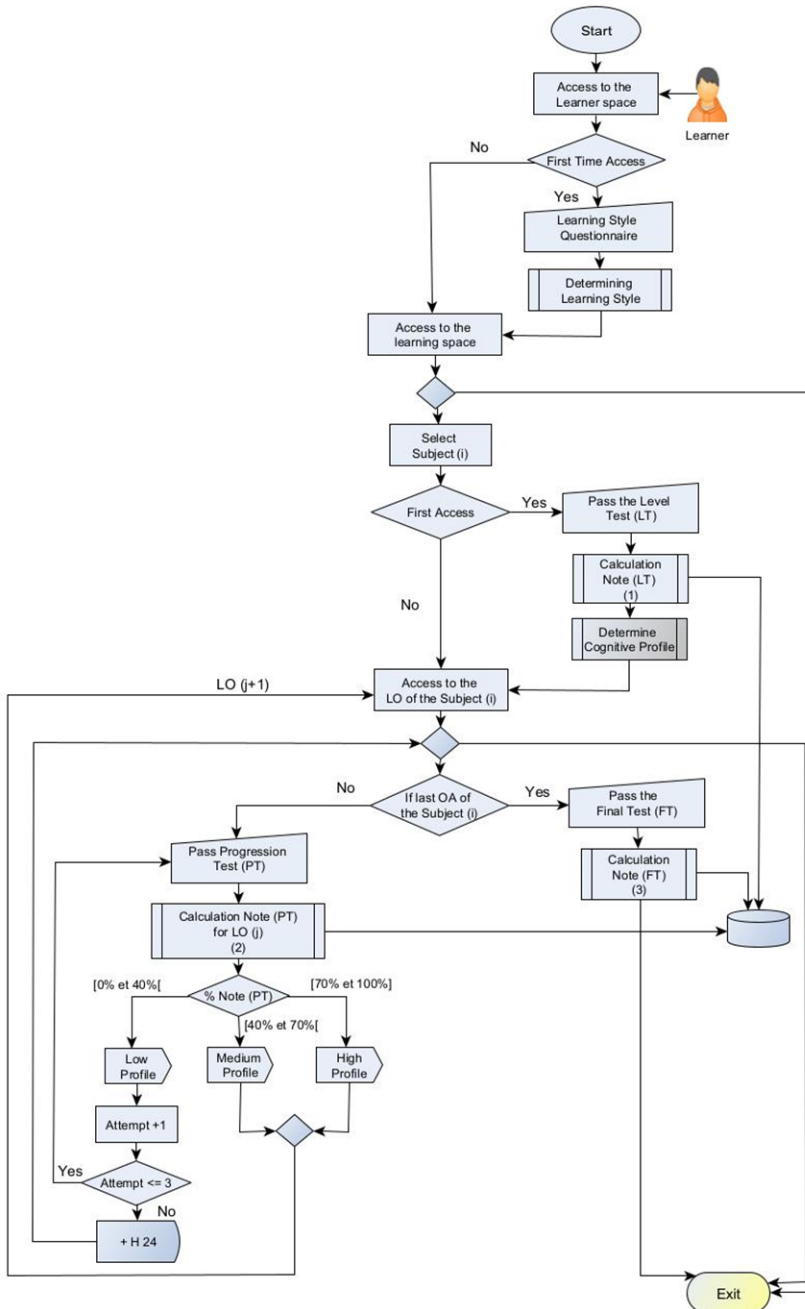 Start
Access to the
Learner space
Learner
No
First Time Access
Yes
Learning Style
Questionnaire
Determining
Learning Style
Access to the
learning space
Select
Subject (i)
First Access
Yes
Pass the Level
Test (LT)
Calculation
Note (LT)
(1)
No
Determine
Cognitive Profile
LO (j+1)
Access to the
LO of the Subject (i)
No
If last OA of
the Subject (i)
Yes
Pass the
Final Test (FT)
Pass Progression
Test (PT)
Calculation
Note (FT)
(3)
Calculation Note (PT)
for LO (j)
(2)
[0% et 40%[
% Note (PT)
[70% et 100%]
[40% et 70%[
Low
Profile
Medium
Profile
High
Profile
Attempt +1
Yes
Attempt <= 3
No
+ H 24
Exit